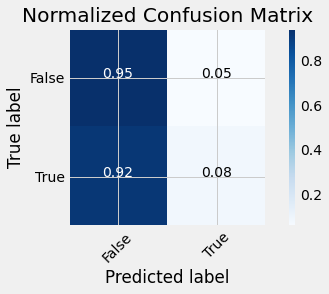 Normalized Confusion Matrix
True label
False
True
0.95
0.05
0.92
0.08
False
True
Predicted label
0.8
0.6
0.4
0.2